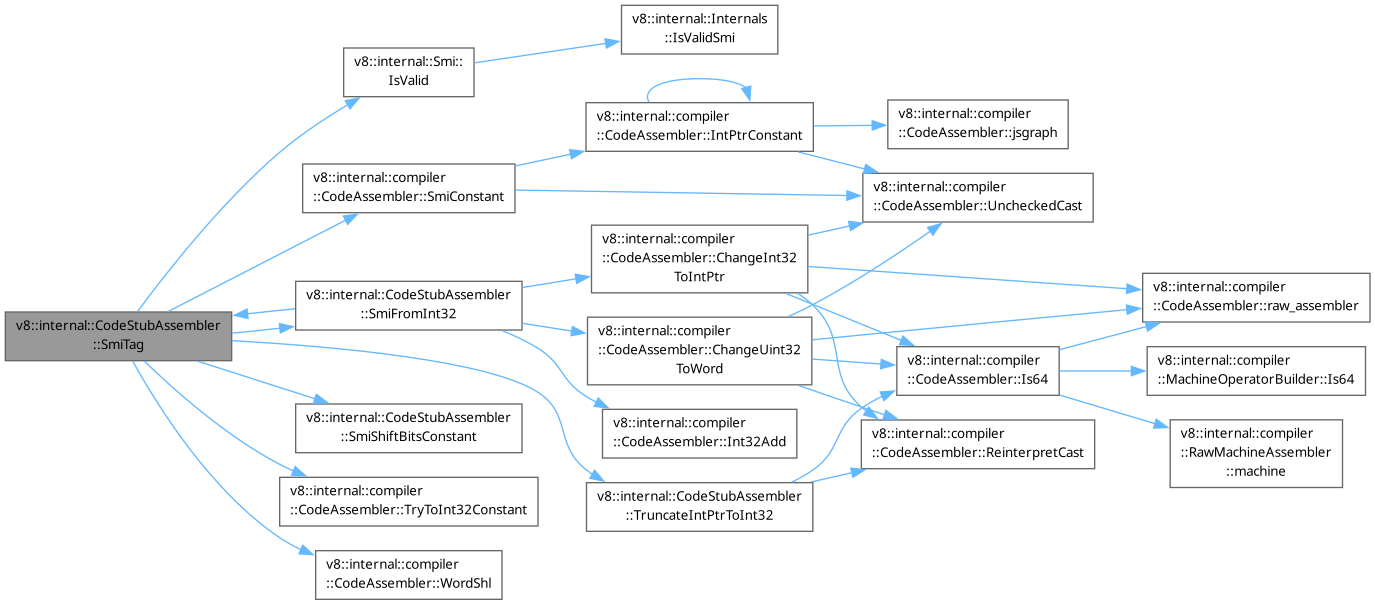 v8::internal::CodeStubAssembler
::SmiTag
v8::internal::Smi::
IsValid
v8::internal::Internals
::IsValidSmi
v8::internal::compiler
::CodeAssembler::SmiConstant
v8::internal::compiler
::CodeAssembler::IntPtrConstant
v8::internal::compiler
::CodeAssembler::jsgraph
v8::internal::compiler
::CodeAssembler::UncheckedCast
v8::internal::CodeStubAssembler
::SmiFromInt32
v8::internal::compiler
::CodeAssembler::ChangeInt32
ToIntPtr
v8::internal::compiler
::CodeAssembler::ChangeUint32
ToWord
v8::internal::compiler
::CodeAssembler::Int32Add
v8::internal::compiler
::CodeAssembler::raw_assembler
v8::internal::compiler
::CodeAssembler::Is64
v8::internal::compiler
::MachineOperatorBuilder::Is64
v8::internal::compiler
::RawMachineAssembler
::machine
v8::internal::compiler
::CodeAssembler::ReinterpretCast
v8::internal::CodeStubAssembler
::SmiShiftBitsConstant
v8::internal::CodeStubAssembler
::TruncateIntPtrToInt32
v8::internal::compiler
::CodeAssembler::TryToInt32Constant
v8::internal::compiler
::CodeAssembler::WordShl